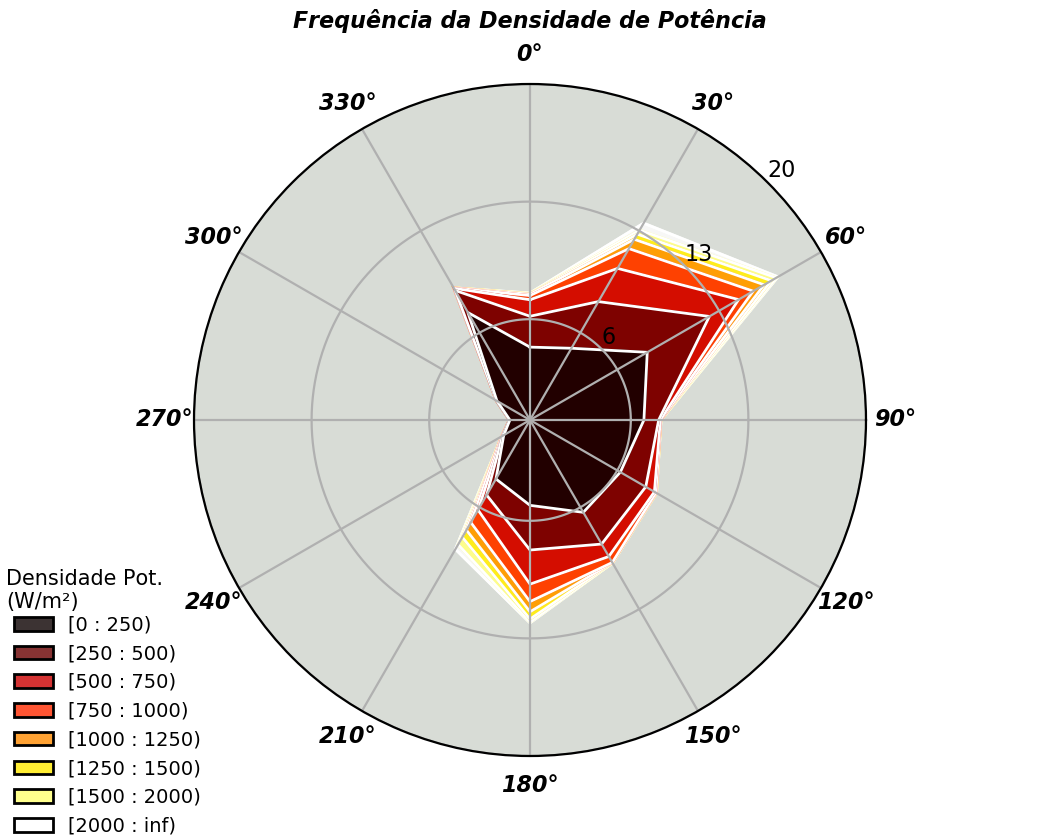 Frequência da Densidade de Potência
0°
330°
30°
20
300°
60°
13
6
270°
90°
240°
120°
210°
150°
180°
Densidade Pot.
(W/m²)
[0 : 250)
[250 : 500)
[500 : 750)
[750 : 1000)
[1000 : 1250)
[1250 : 1500)
[1500 : 2000)
[2000 : inf)